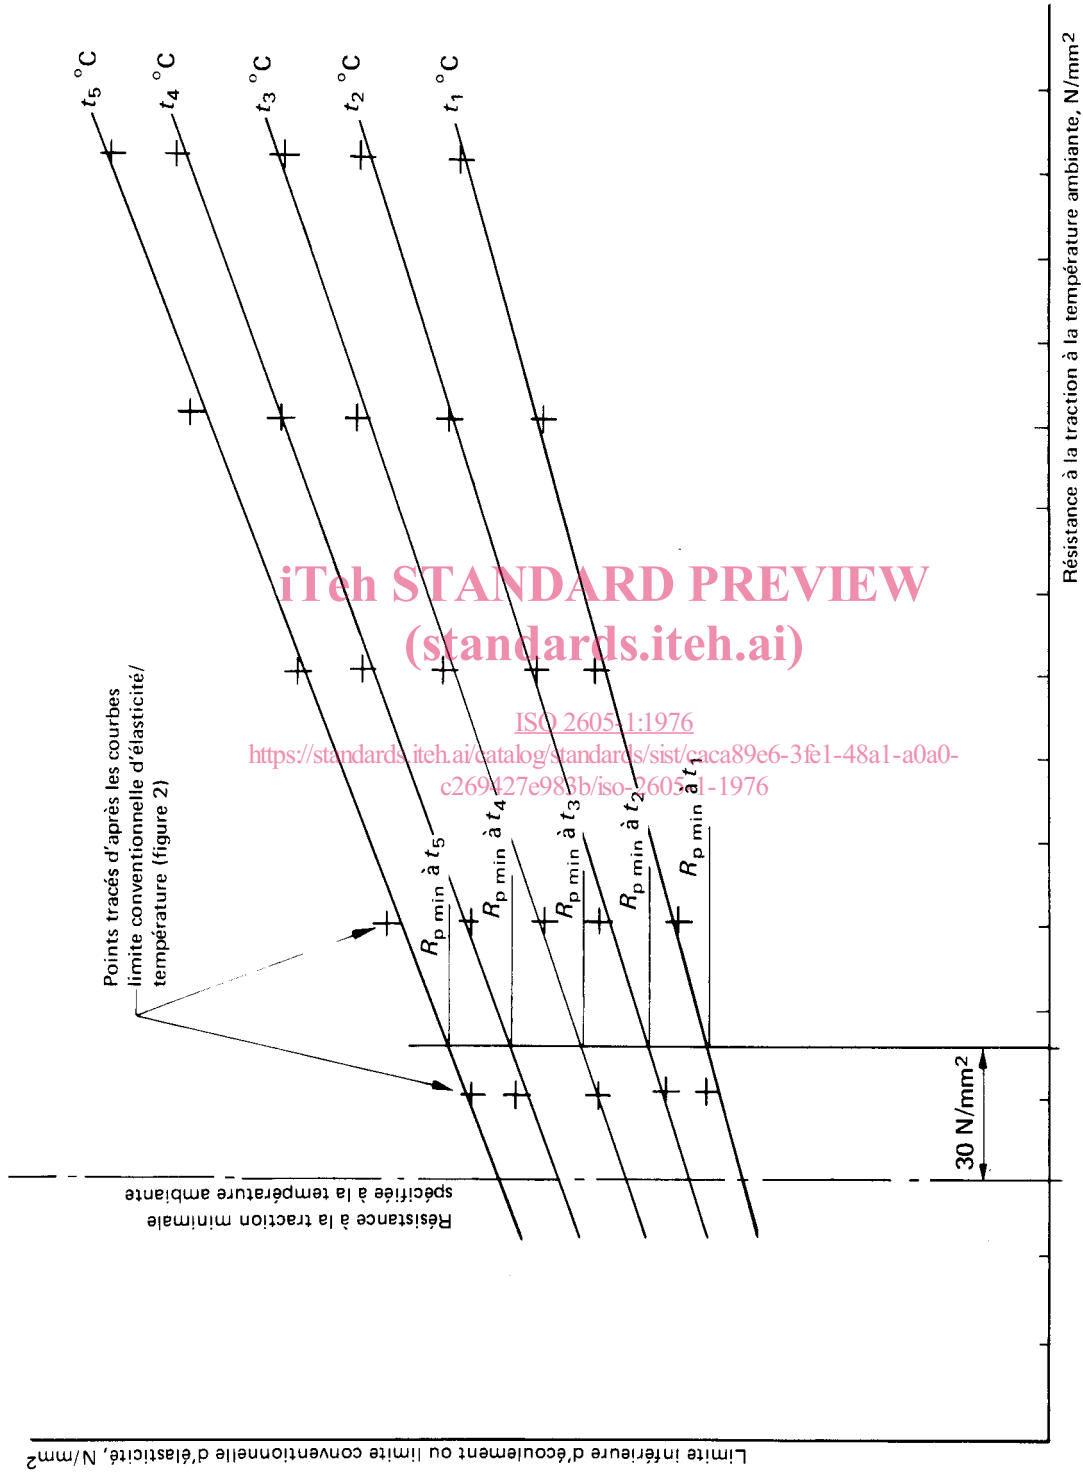 t5 °C
t4 °C
t3 °C
t2 °C
t1 °C
Points tracés d'après les courbes
limite conventionnelle d'élasticité/
température (figure 2)
iTeh STANDARD PREVIEW
(standards.iteh.ai)
ISO 2605-1:1976
https://standards.iteh.ai/catalog/standards/sist/caca89e6-3fe1-48a1-a0a0-
c269427e983b/iso-2605-1-1976
Rp min à t5
Rp min à t4
Rp min à t3
Rp min à t2
Rp min à t1
30 N/mm²
Résistance à la traction minimale
spécifiée à la température ambiante
Limite inférieure d'écoulement ou limite conventionnelle d'élasticité, N/mm²
Résistance à la traction à la température ambiante, N/mm²